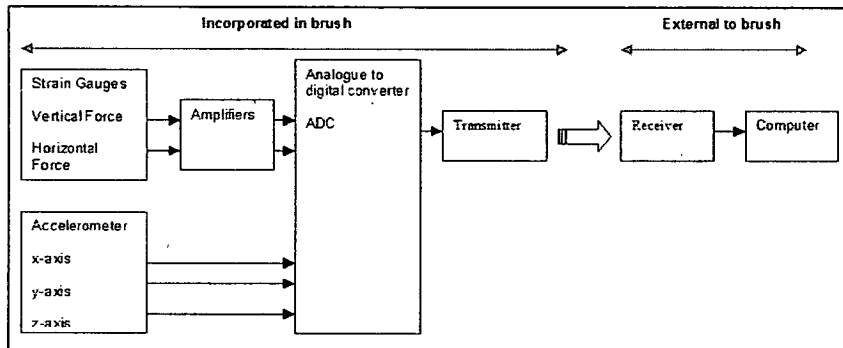 Incorporated in brush
External to brush
Strain Gauges
Vertical Force
Horizontal
Force
Amplifiers
Analogue to
digital converter
ADC
Transmitter
Receiver
Computer
Accelerometer
x-axis
y-axis
z-axis